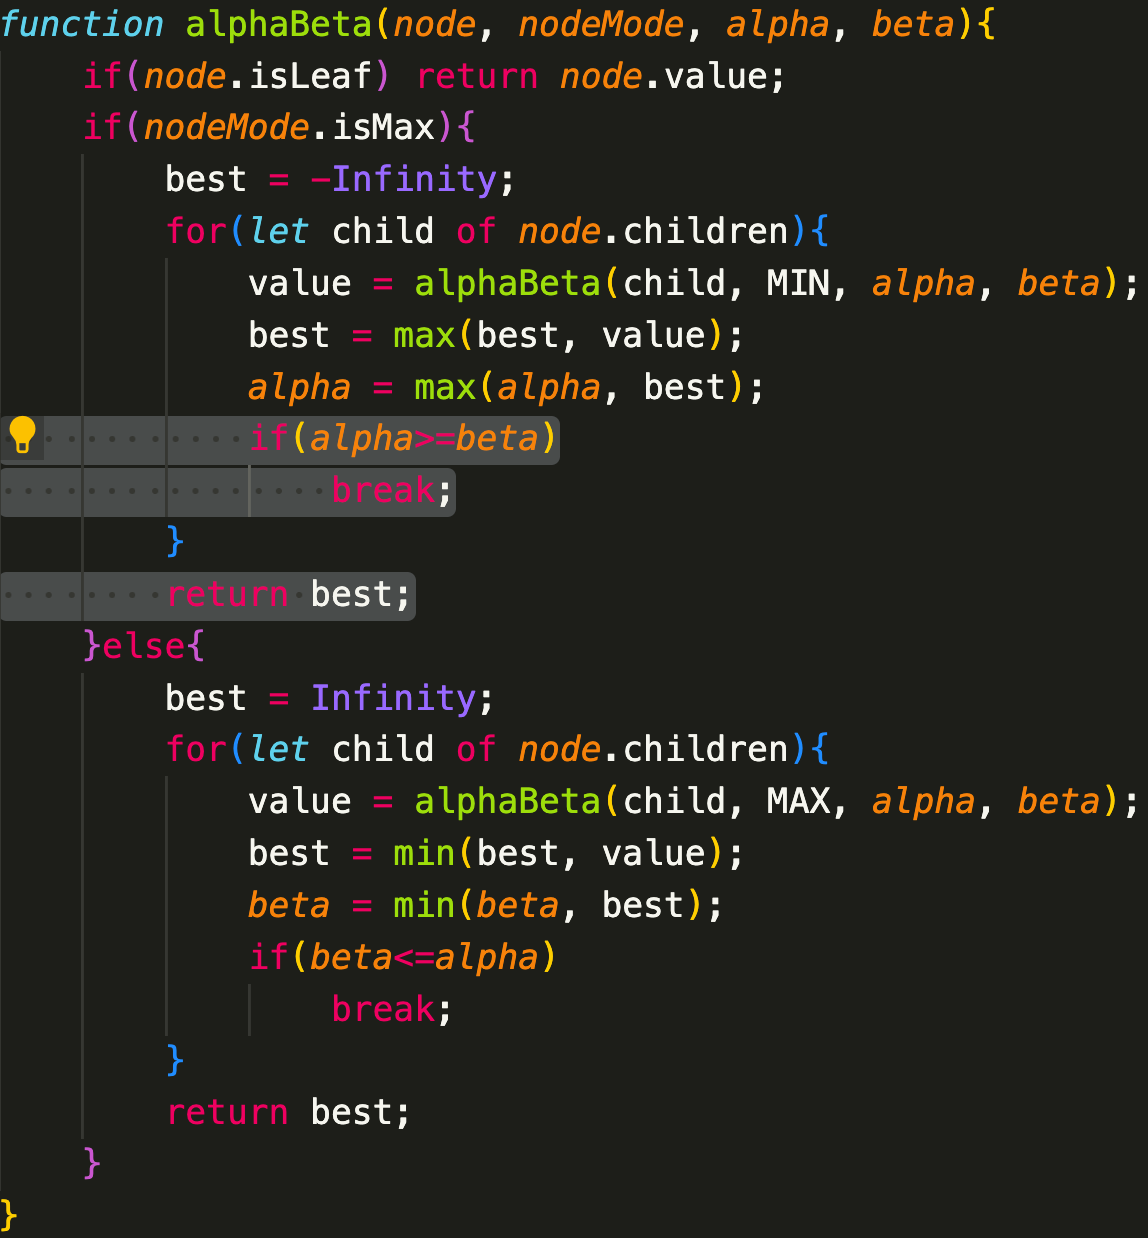 function alphaBeta(node, nodeMode, alpha, beta){
    if(node.isLeaf) return node.value;
    if(nodeMode.isMax){
        best = -Infinity;
        for(let child of node.children){
            value = alphaBeta(child, MIN, alpha, beta);
            best = max(best, value);
            alpha = max(alpha, best);
            if(alpha>=beta)
                break;
        }
        return best;
    }else{
        best = Infinity;
        for(let child of node.children){
            value = alphaBeta(child, MAX, alpha, beta);
            best = min(best, value);
            beta = min(beta, best);
            if(beta<=alpha)
                break;
        }
        return best;
    }
}